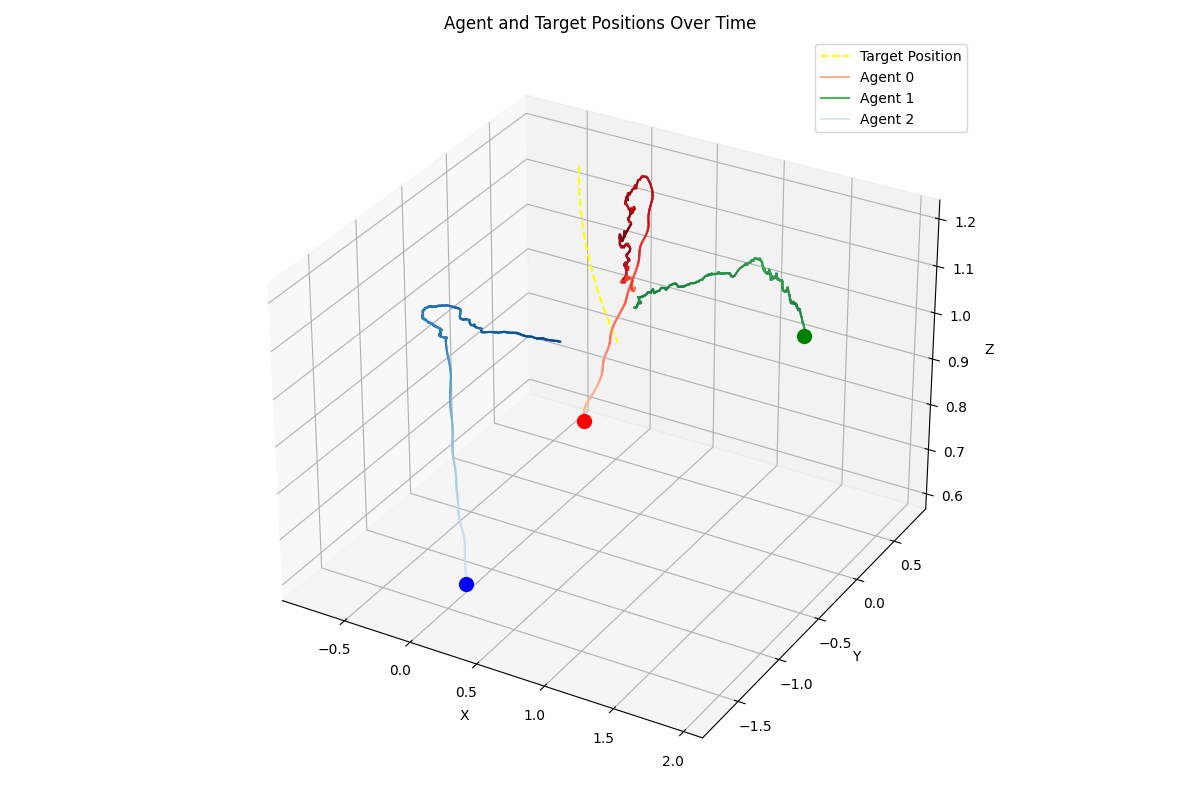 Agent and Target Positions Over Time
Target Position
Agent 0
Agent 1
Agent 2
1.2
1.1
1.0
0.9
0.8
0.7
0.6
Z
0.5
0.0
−0.5
−1.0
−1.5
Y
−0.5
0.0
0.5
1.0
1.5
2.0
X